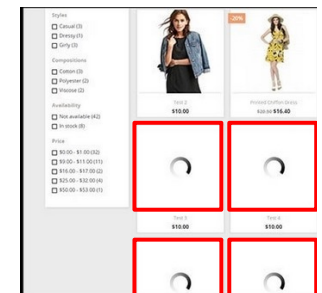 Styles
Casual (3)
Dressy (1)
Girly (3)
Compositions
Cotton (3)
Polyester (2)
Viscose (2)
Availability
Not available (42)
In stock (8)
Price
$0.00 - $1.00 (32)
$9.00 - $11.00 (11)
$16.00 - $17.00 (2)
$25.00 - $32.00 (4)
$50.00 - $53.00 (1)
-20%
Test 2
$10.00
Printed Chiffon Dress
$20.50 $16.40
Test 3
$10.00
Test 4
$10.00